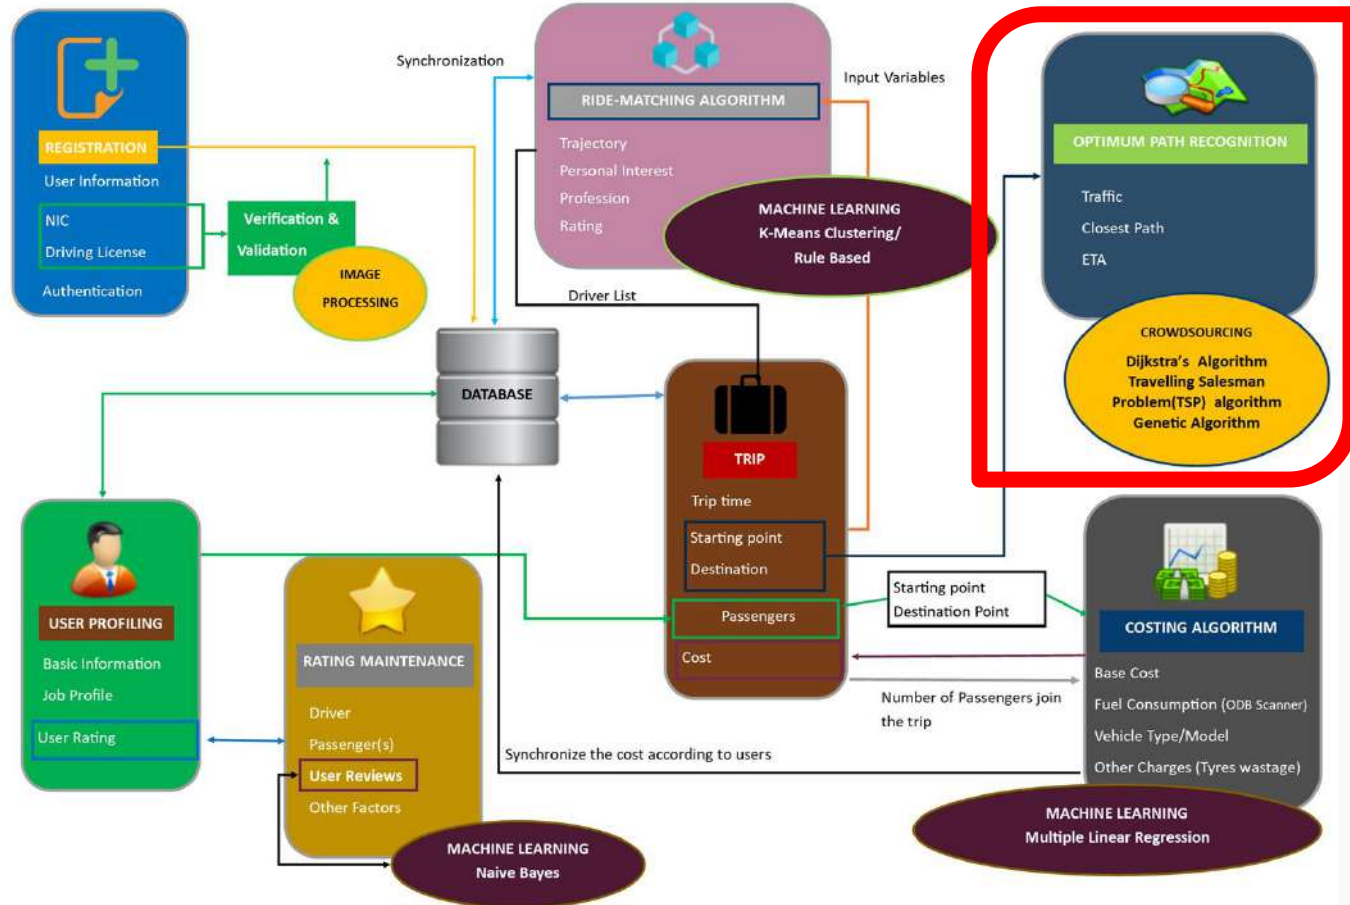 REGISTRATION
User Information
NIC
Driving License
Authentication
Verification &
Validation
IMAGE
PROCESSING
Synchronization
RIDE-MATCHING ALGORITHM
Trajectory
Personal Interest
Profession
Rating
MACHINE LEARNING
K-Means Clustering/
Rule Based
Input Variables
OPTIMUM PATH RECOGNITION
Traffic
Closest Path
ETA
CROWDSOURCING
Dijkstra's Algorithm
Travelling Salesman
Problem(TSP) algorithm
Genetic Algorithm
Driver List
DATABASE
TRIP
Trip time
Starting point
Destination
Passengers
Cost
Starting point
Destination Point
Number of Passengers join
the trip
COSTING ALGORITHM
Base Cost
Fuel Consumption (ODB Scanner)
Vehicle Type/Model
Other Charges (Tyres wastage)
MACHINE LEARNING
Multiple Linear Regression
USER PROFILING
Basic Information
Job Profile
User Rating
RATING MAINTENANCE
Driver
Passenger(s)
User Reviews
Other Factors
MACHINE LEARNING
Naive Bayes
Synchronize the cost according to users